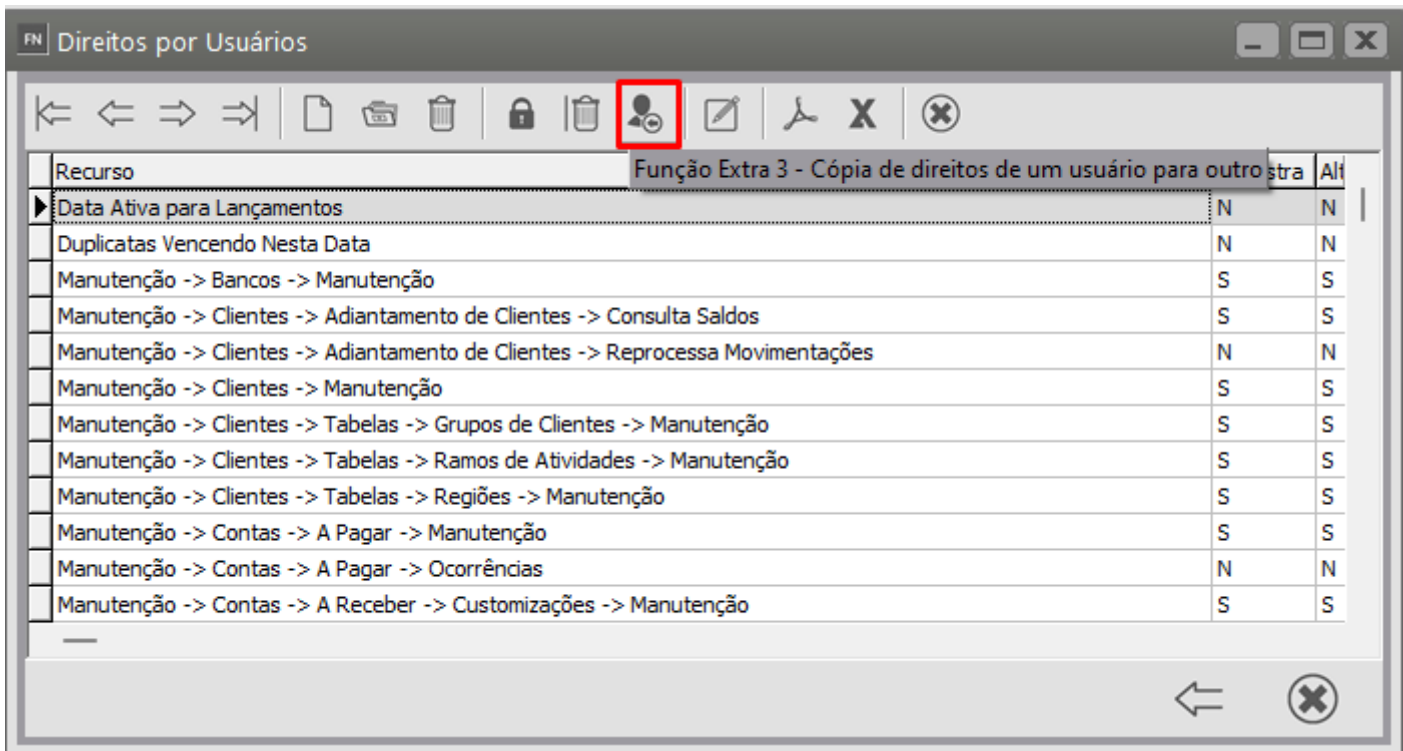 FN Direitos por Usuários
X
Função Extra 3 - Cópia de direitos de um usuário para outro
Recurso stra Alt
Data Ativa para Lançamentos N N
Duplicatas Vencendo Nesta Data N N
Manutenção -> Bancos -> Manutenção S S
Manutenção -> Clientes -> Adiantamento de Clientes -> Consulta Saldos S S
Manutenção -> Clientes -> Adiantamento de Clientes -> Reprocessa Movimentações N N
Manutenção -> Clientes -> Manutenção S S
Manutenção -> Clientes -> Tabelas -> Grupos de Clientes -> Manutenção S S
Manutenção -> Clientes -> Tabelas -> Ramos de Atividades -> Manutenção S S
Manutenção -> Clientes -> Tabelas -> Regiões -> Manutenção S S
Manutenção -> Contas -> A Pagar -> Manutenção S S
Manutenção -> Contas -> A Pagar -> Ocorrências N N
Manutenção -> Contas -> A Receber -> Customizações -> Manutenção S S